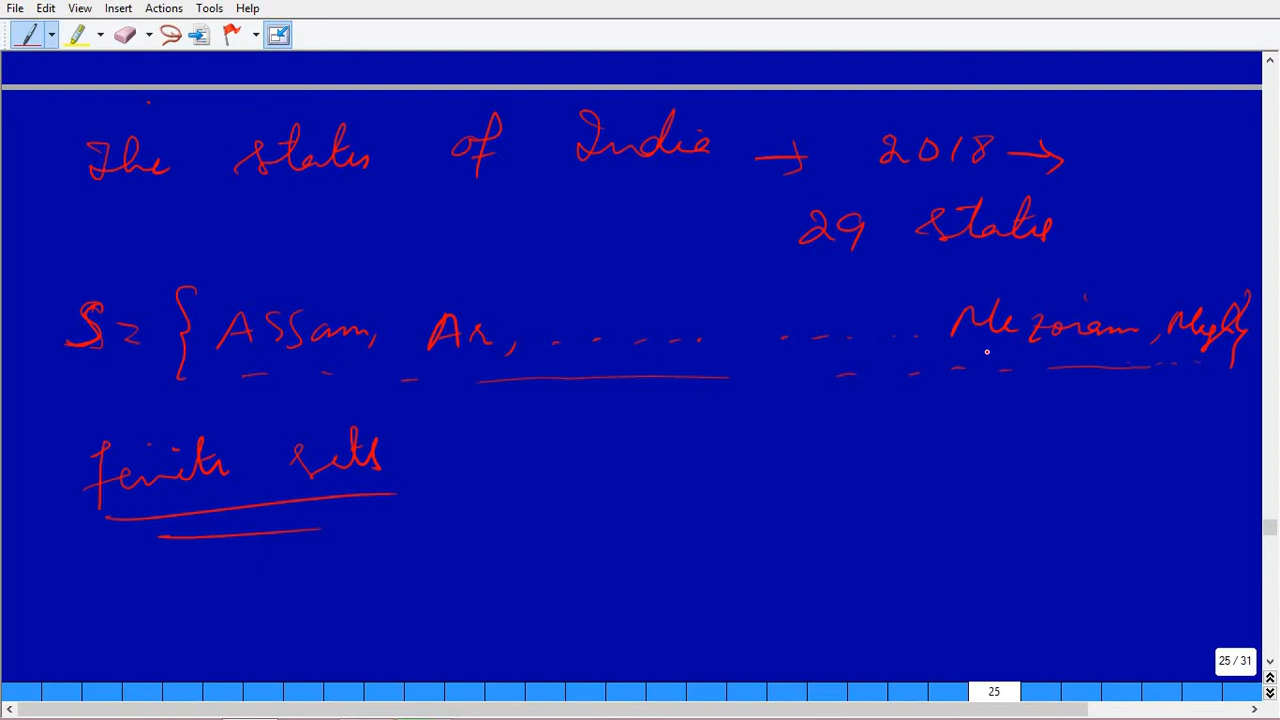 File Edit View Insert Actions Tools Help
The states of India → 2018 →
29 states
S = { Assam, Ar, ............ Mezoram, Megh}
finite sets
25 / 31
25